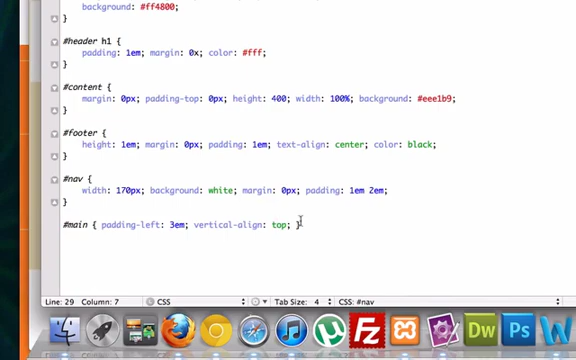 background: #ff4800;
}
#header h1 {
padding: 1em; margin: 0x; color: #fff;
}
#content {
margin: 0px; padding-top: 0px; height: 400; width: 100%; background: #eee1b9;
}
#footer {
height: 1em; margin: 0px; padding: 1em; text-align: center; color: black;
}
#nav {
width: 170px; background: white; margin: 0px; padding: 1em 2em;
}
#main { padding-left: 3em; vertical-align: top; }
Line: 29 Column: 7 CSS Tab Size: 4 CSS: #nav
Fz Dw Ps W